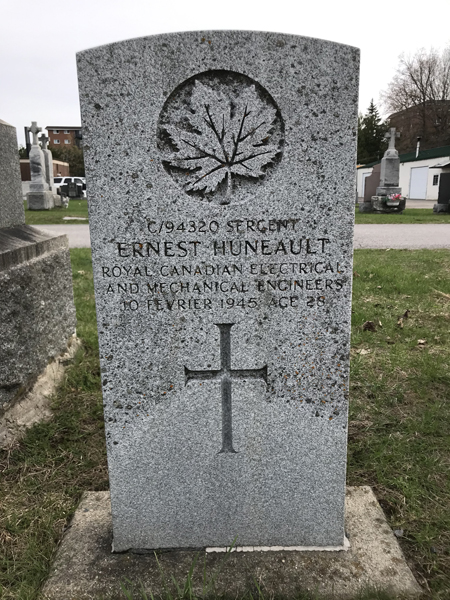 C/94320 SERGENT
ERNEST HUNEAULT
ROYAL CANADIAN ELECTRICAL
AND MECHANICAL ENGINEERS
10 FEVRIER 1945 AGE 28